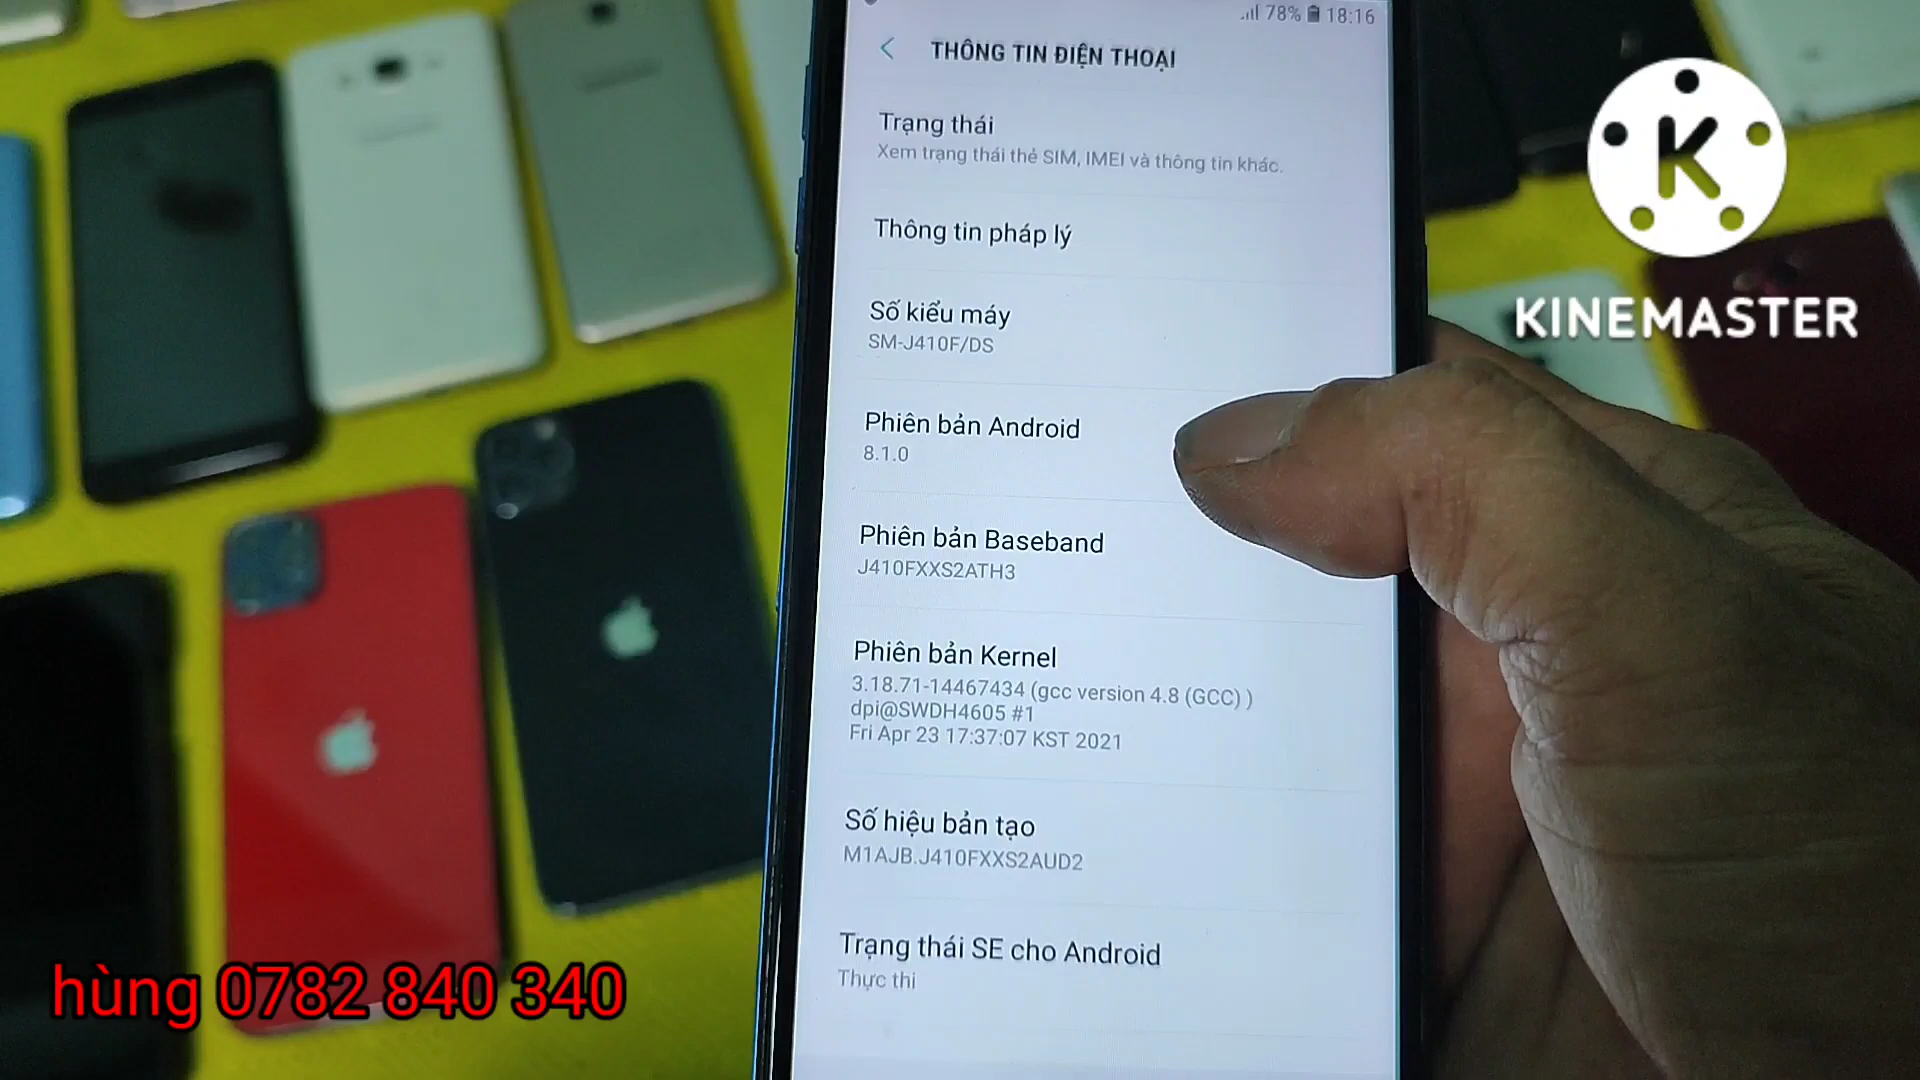 78% 18:16
THÔNG TIN ĐIỆN THOẠI
Trạng thái
Xem trạng thái thẻ SIM, IMEI và thông tin khác.
Thông tin pháp lý
Số kiểu máy
SM-J410F/DS
Phiên bản Android
8.1.0
Phiên bản Baseband
J410FXXS2ATH3
Phiên bản Kernel
3.18.71-14467434 (gcc version 4.8 (GCC) )
dpi@SWDH4605 #1
Fri Apr 23 17:37:07 KST 2021
Số hiệu bản tạo
M1AJB.J410FXXS2AUD2
Trạng thái SE cho Android
Thực thi
K
KINEMASTER
hùng 0782 840 340